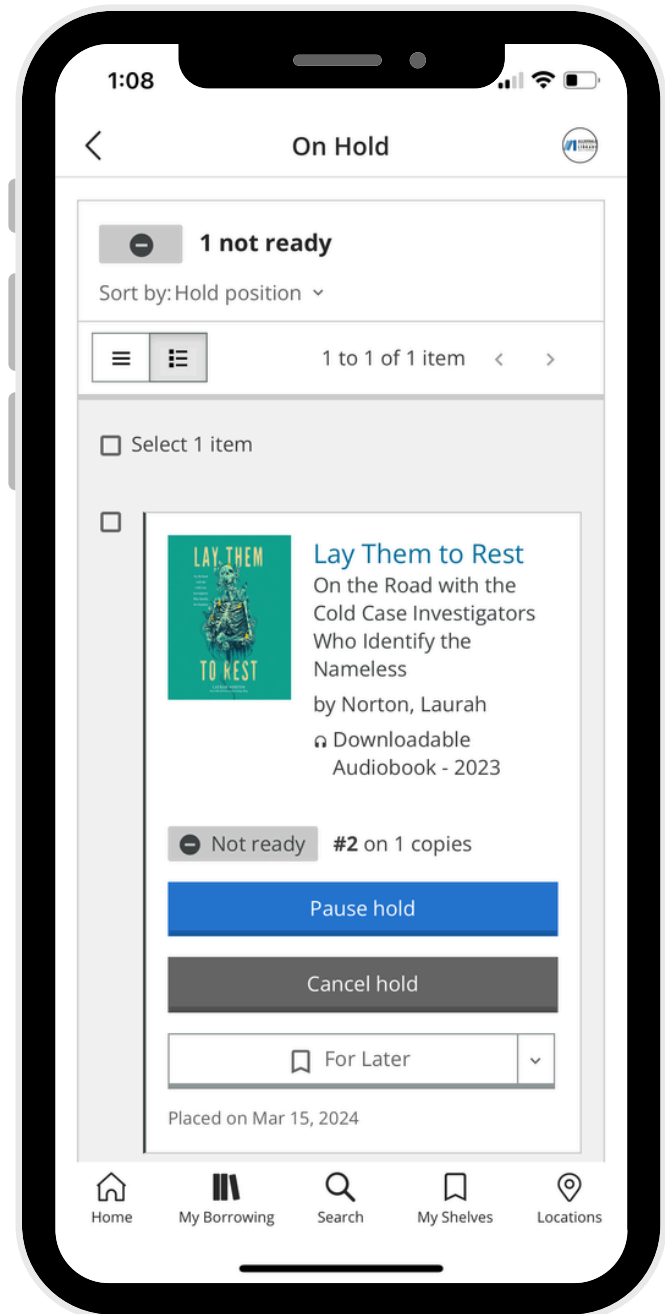 1:08
On Hold
1 not ready
Sort by: Hold position
1 to 1 of 1 item
Select 1 item
LAY THEM
TO REST
Lay Them to Rest
On the Road with the
Cold Case Investigators
Who Identify the
Nameless
by Norton, Laurah
Downloadable
Audiobook - 2023
Not ready #2 on 1 copies
Pause hold
Cancel hold
For Later
Placed on Mar 15, 2024
Home My Borrowing Search My Shelves Locations